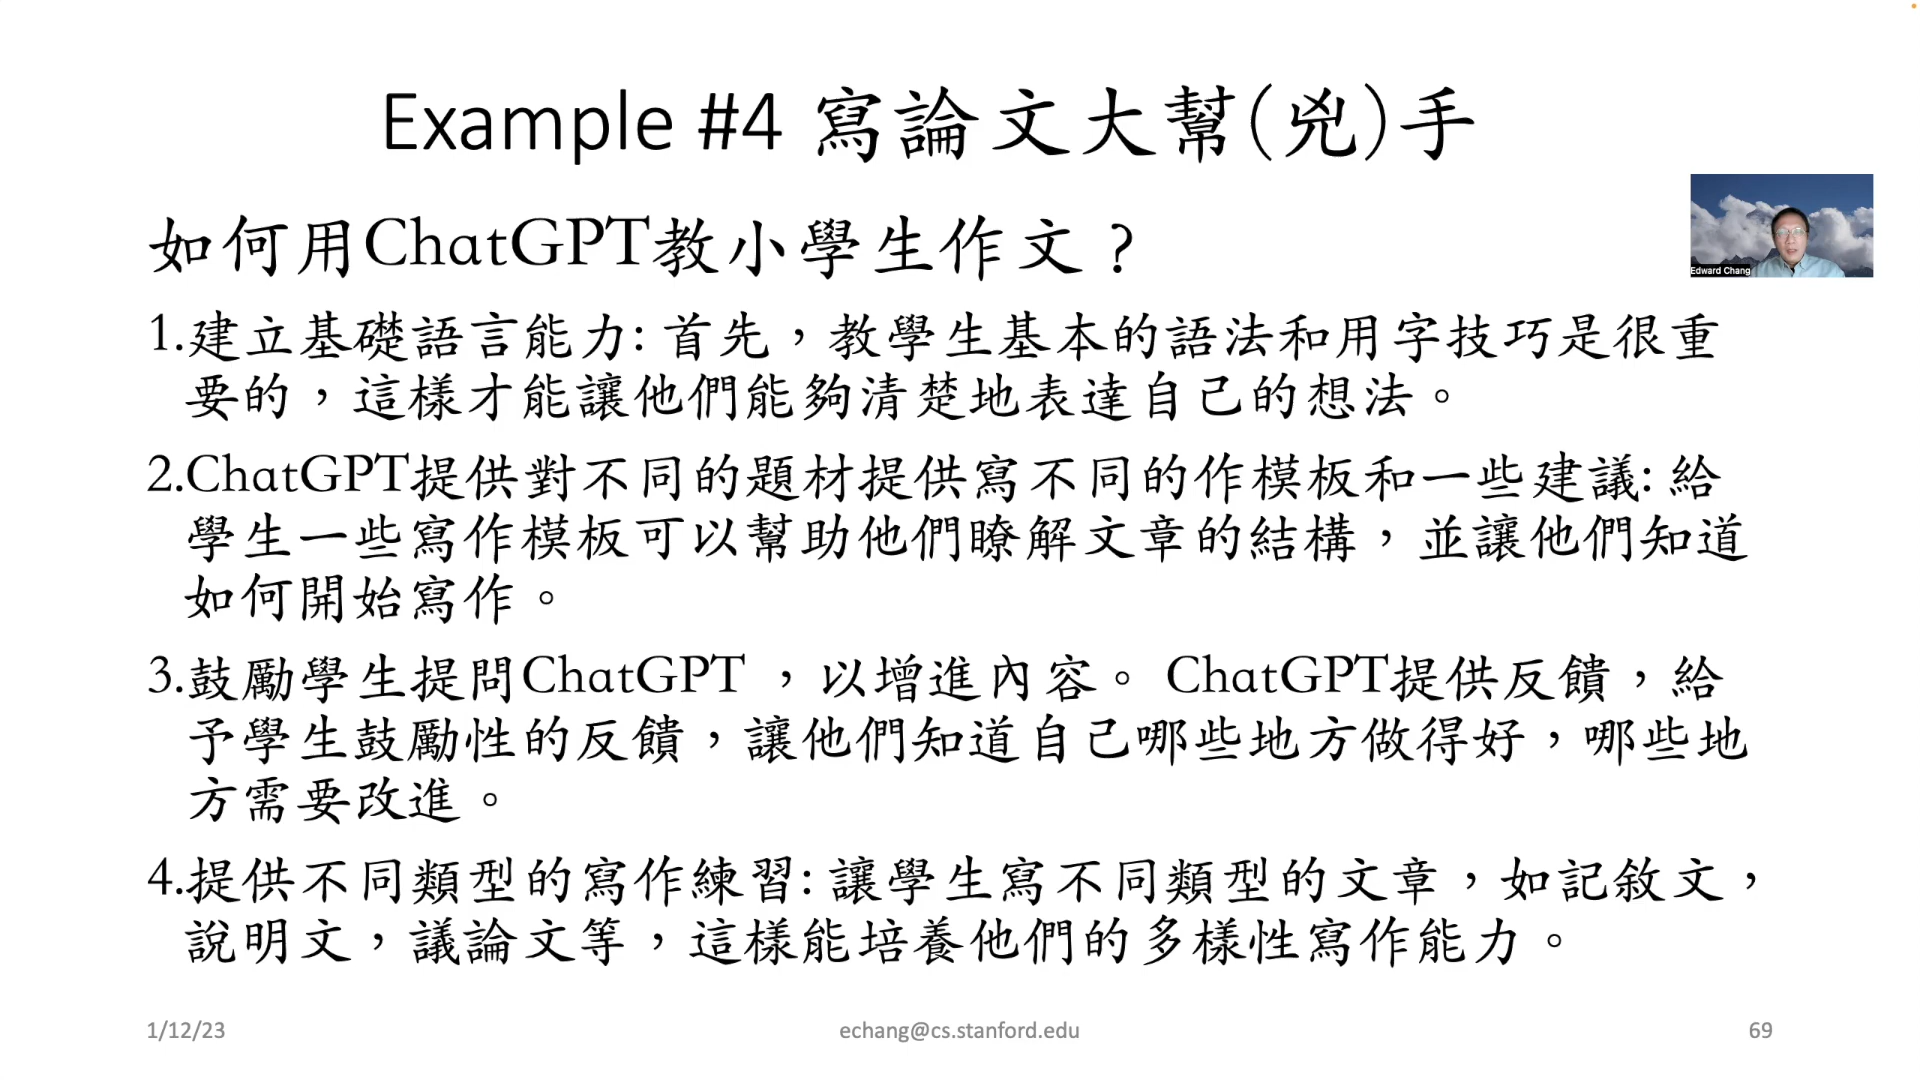 Example #4 寫論文大幫(兇)手
如何用ChatGPT教小學生作文？
Edward Chang
1.建立基礎語言能力: 首先，教學生基本的語法和用字技巧是很重
要的，這樣才能讓他們能夠清楚地表達自己的想法。
2.ChatGPT提供對不同的題材提供寫不同的作模板和一些建議: 給
學生一些寫作模板可以幫助他們瞭解文章的結構，並讓他們知道
如何開始寫作。
3.鼓勵學生提問ChatGPT ，以增進內容。 ChatGPT提供反饋，給
予學生鼓勵性的反饋，讓他們知道自己哪些地方做得好，哪些地
方需要改進。
4.提供不同類型的寫作練習: 讓學生寫不同類型的文章，如記敘文，
說明文，議論文等，這樣能培養他們的多樣性寫作能力。
1/12/23
echang@cs.stanford.edu
69